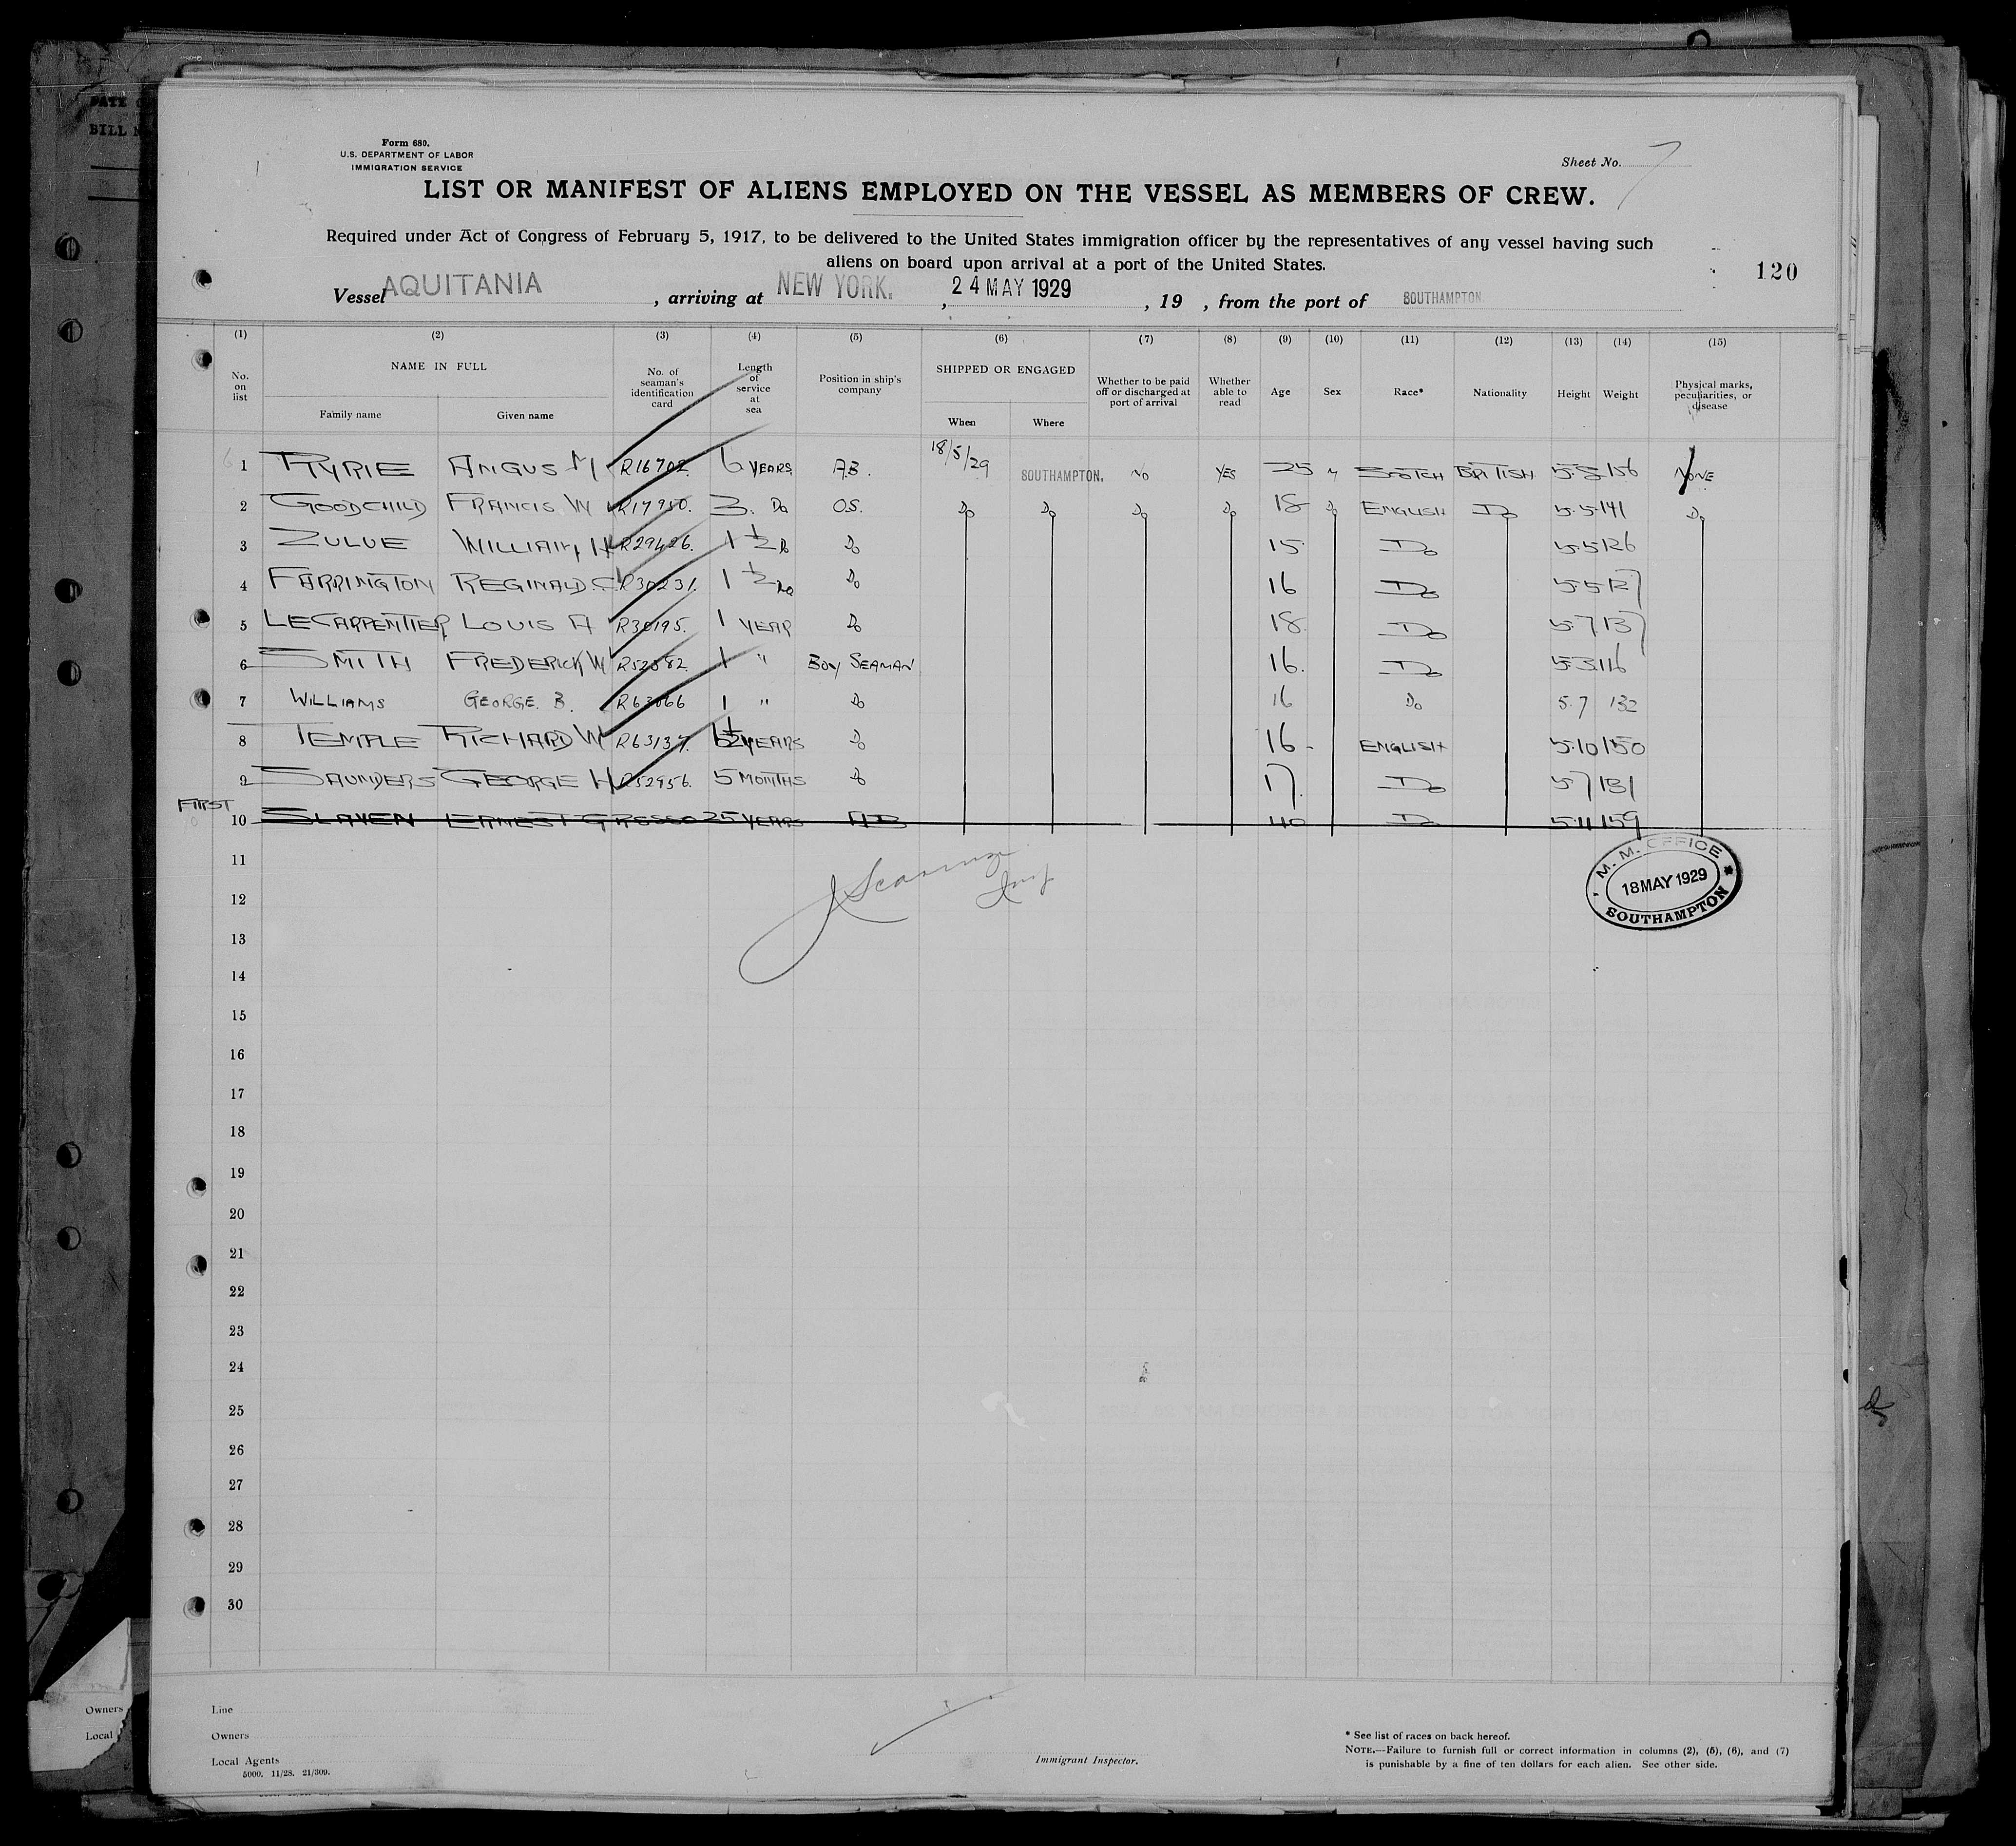 Form 680.
U.S. DEPARTMENT OF LABOR
IMMIGRATION SERVICE
Sheet No. 7
LIST OR MANIFEST OF ALIENS EMPLOYED ON THE VESSEL AS MEMBERS OF CREW.
Required under Act of Congress of February 5, 1917, to be delivered to the United States immigration officer by the representatives of any vessel having such
aliens on board upon arrival at a port of the United States.
120
Vessel AQUITANIA, arriving at NEW YORK., 24 MAY 1929, 19 , from the port of SOUTHAMPTON
(1) (2) (3) (4) (5) (6) (7) (8) (9) (10) (11) (12) (13) (14) (15)
No. on list NAME IN FULL Family name Given name No. of seaman's identification card Length of service at sea Position in ship's company SHIPPED OR ENGAGED When Where Whether to be paid off or discharged at port of arrival Whether able to read Age Sex Race* Nationality Height Weight Physical marks, peculiarities, or disease
1 RYRIE ANGUS M R16702. 6 YEARS A.B. 18/5/29 SOUTHAMPTON. NO YES 25 M SCOTCH BRITISH 5.8 156 NONE
2 GOODCHILD FRANCIS W R17950. 3. Do O.S. Do Do Do Do 18 Do ENGLISH Do 5.5 141 Do
3 ZULUE WILLIAM H R29426. 1½ Do Do 15 Do 5.5 126
4 FARRINGTON REGINALD.C. R30231. 1½ Do Do 16 Do 5.5 127
5 LECARPENTIER LOUIS A R30195. 1 YEAR Do 18 Do 5.7 137
6 SMITH FREDERICK W R52882. 1 " BOY SEAMAN 16. Do 5.3 116
7 WILLIAMS GEORGE. B. R63066 1 " Do 16 Do 5.7 132
8 TEMPLE RICHARD W R63137. 1½ YEARS Do 16 - ENGLISH 5.10 150
9 SAUNDERS GEORGE H R52956. 5 MONTHS Do 17. Do 5.7 131
FIRST
10 SLAVEN ERNEST G 25 YEARS AB 40 Do 5.11 159
11
M. M. OFFICE
18 MAY 1929
SOUTHAMPTON
12
13
14
15
16
17
18
19
20
21
22
23
24
25
26
27
28
29
30
Line
Owners
Local Agents
5000. 11/28. 21/309.
Immigrant Inspector.
* See list of races on back hereof.
NOTE.—Failure to furnish full or correct information in columns (2), (5), (6), and (7)
is punishable by a fine of ten dollars for each alien. See other side.
BILL
Owners
Local